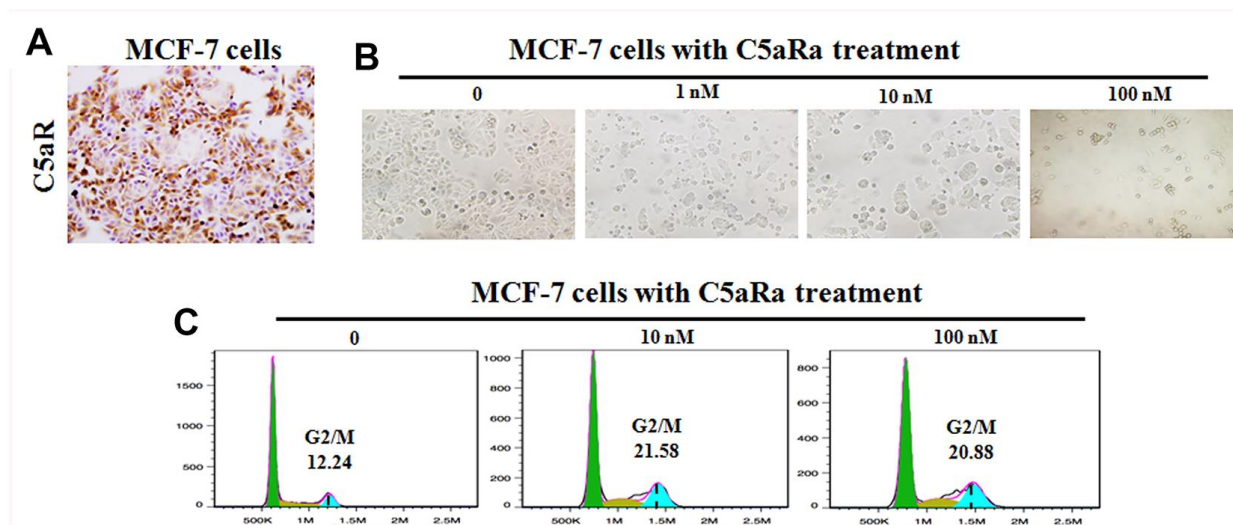 A
MCF-7 cells
C5aR
B
MCF-7 cells with C5aRa treatment
0
1 nM
10 nM
100 nM
C
MCF-7 cells with C5aRa treatment
0
10 nM
100 nM
1500
1000
500
0
G2/M
12.24
500K 1M 1.5M 2M 2.5M
1000
800
600
400
200
0
G2/M
21.58
500K 1M 1.5M 2M 2.5M
800
600
400
200
0
G2/M
20.88
500K 1M 1.5M 2M 2.5M